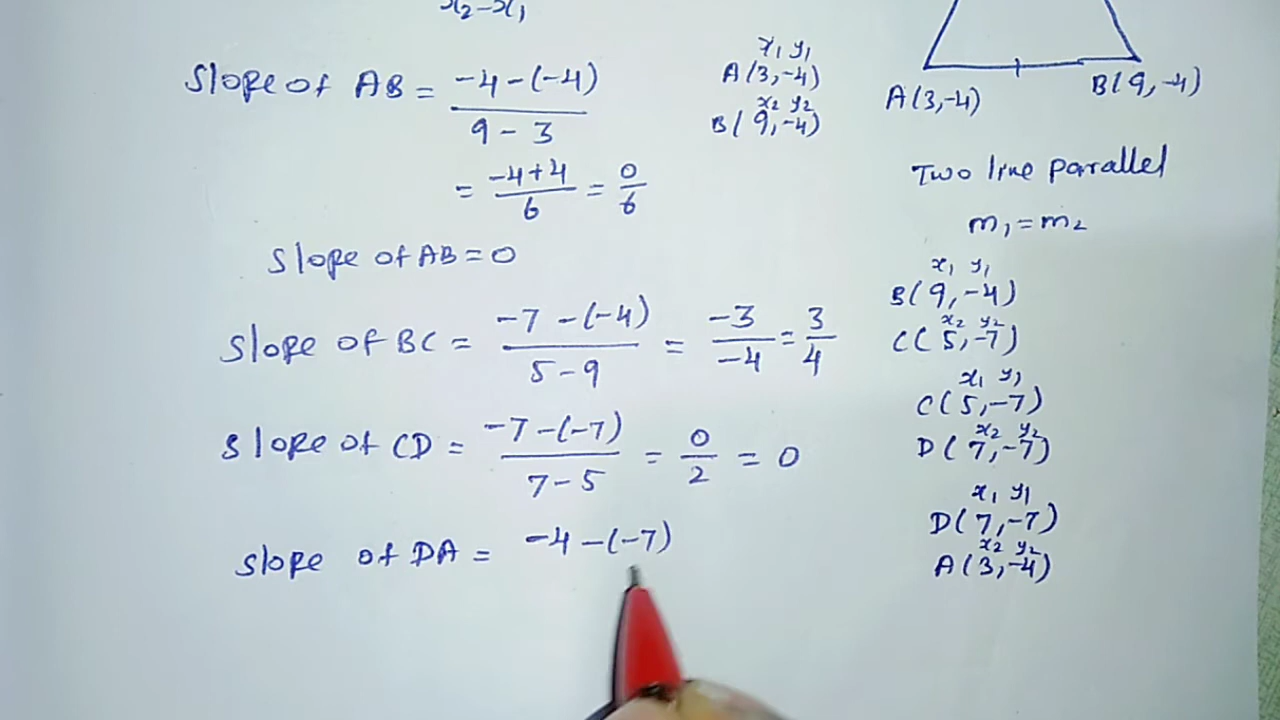 x₂-x₁
Slope of AB = -4-(-4) / 9-3
= -4+4 / 6 = 0/6
Slope of AB = 0
Slope of BC = -7-(-4) / 5-9 = -3/-4 = 3/4
Slope of CD = -7-(-7) / 7-5 = 0/2 = 0
Slope of DA = -4-(-7)
x₁ y₁
A(3,-4)
x₂ y₂
B(9,-4)
A(3,-4)
B(9,-4)
Two line parallel
m₁=m₂
x₁ y₁
B(9,-4)
x₂ y₂
C(5,-7)
x₁ y₁
C(5,-7)
x₂ y₂
D(7,-7)
x₁ y₁
D(7,-7)
x₂ y₂
A(3,-4)